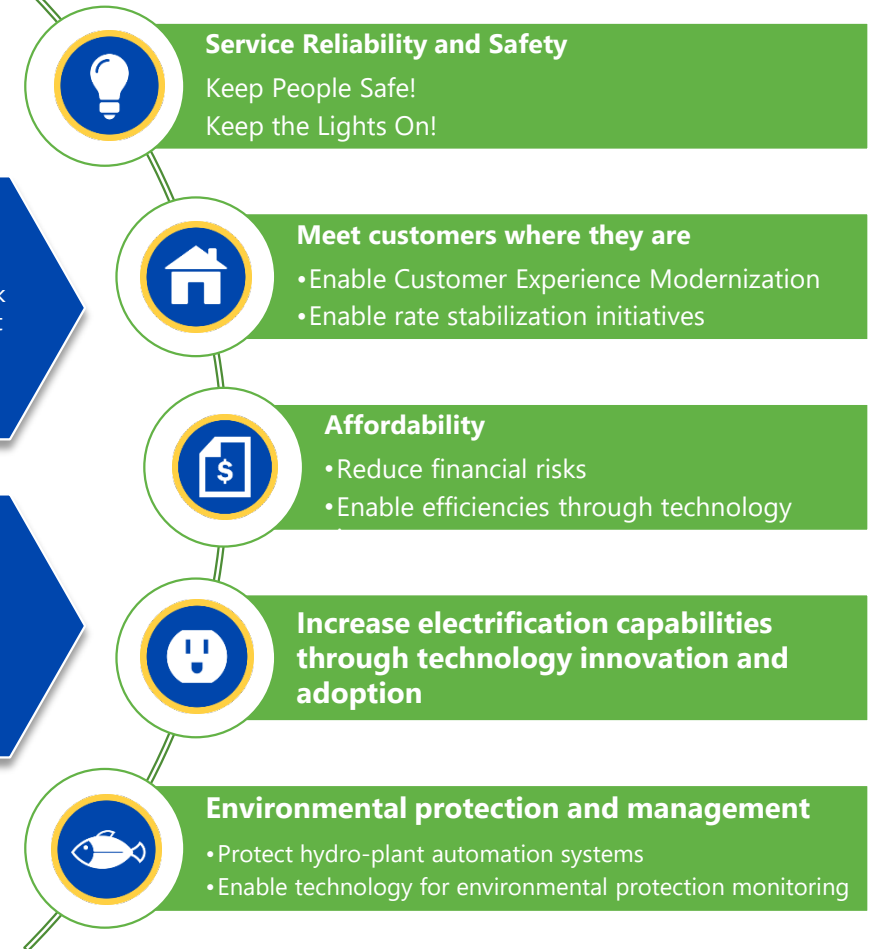 Service Reliability and Safety
Keep People Safe!
Keep the Lights On!
Meet customers where they are
•Enable Customer Experience Modernization
•Enable rate stabilization initiatives
Affordability
•Reduce financial risks
•Enable efficiencies through technology
$
Increase electrification capabilities
through technology innovation and
adoption
Environmental protection and management
•Protect hydro-plant automation systems
•Enable technology for environmental protection monitoring